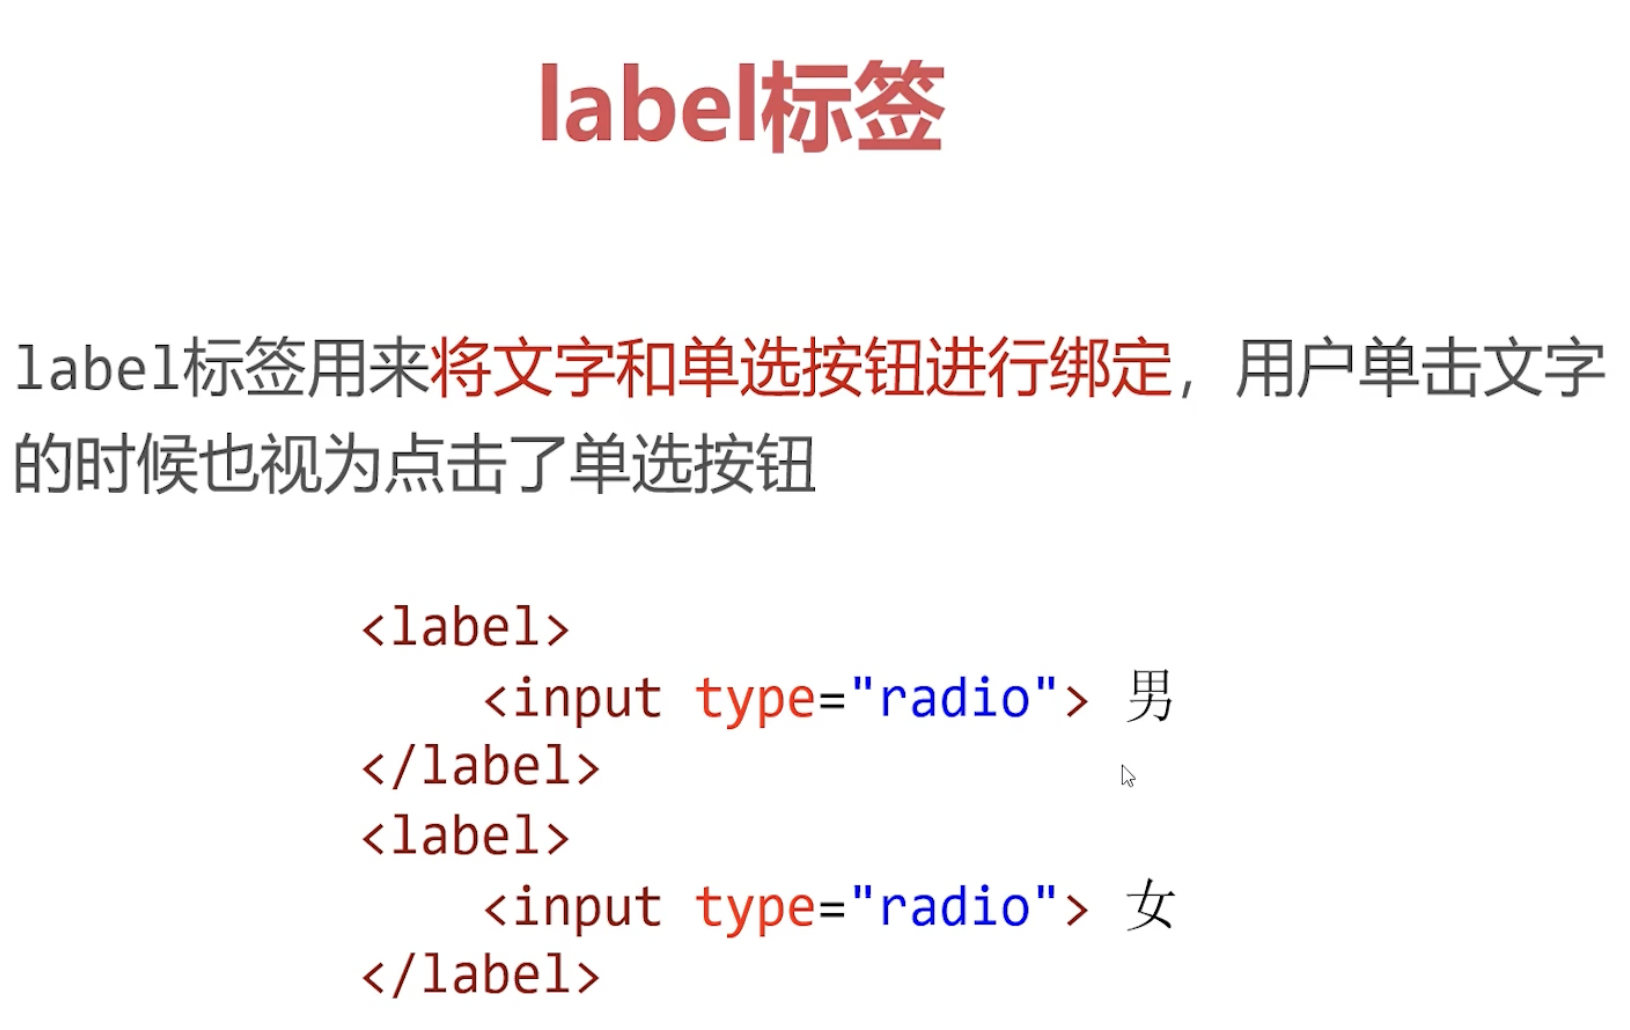 label标签
label标签用来将文字和单选按钮进行绑定，用户单击文字
的时候也视为点击了单选按钮
<label>
<input type="radio"> 男
</label>
<label>
<input type="radio"> 女
</label>